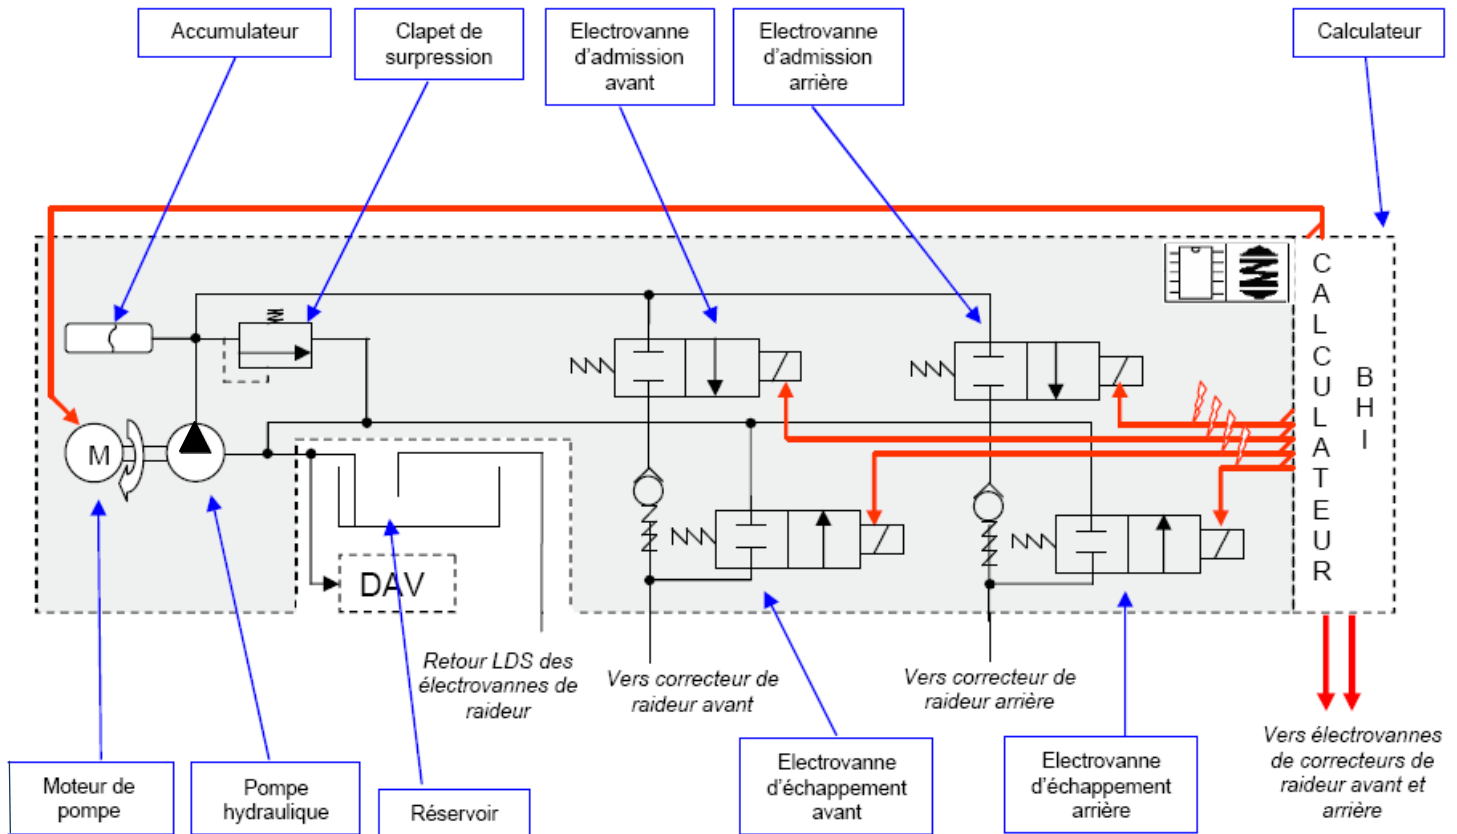 Accumulateur
Clapet de
surpression
Electrovanne
d'admission
avant
Electrovanne
d'admission
arrière
Calculateur
CALCULATEUR
BHI
M
DAV
Retour LDS des
électrovannes de
raideur
Vers correcteur de
raideur avant
Vers correcteur de
raideur arrière
Vers électrovannes
de correcteurs de
raideur avant et
arrière
Moteur de
pompe
Pompe
hydraulique
Réservoir
Electrovanne
d'échappement
avant
Electrovanne
d'échappement
arrière